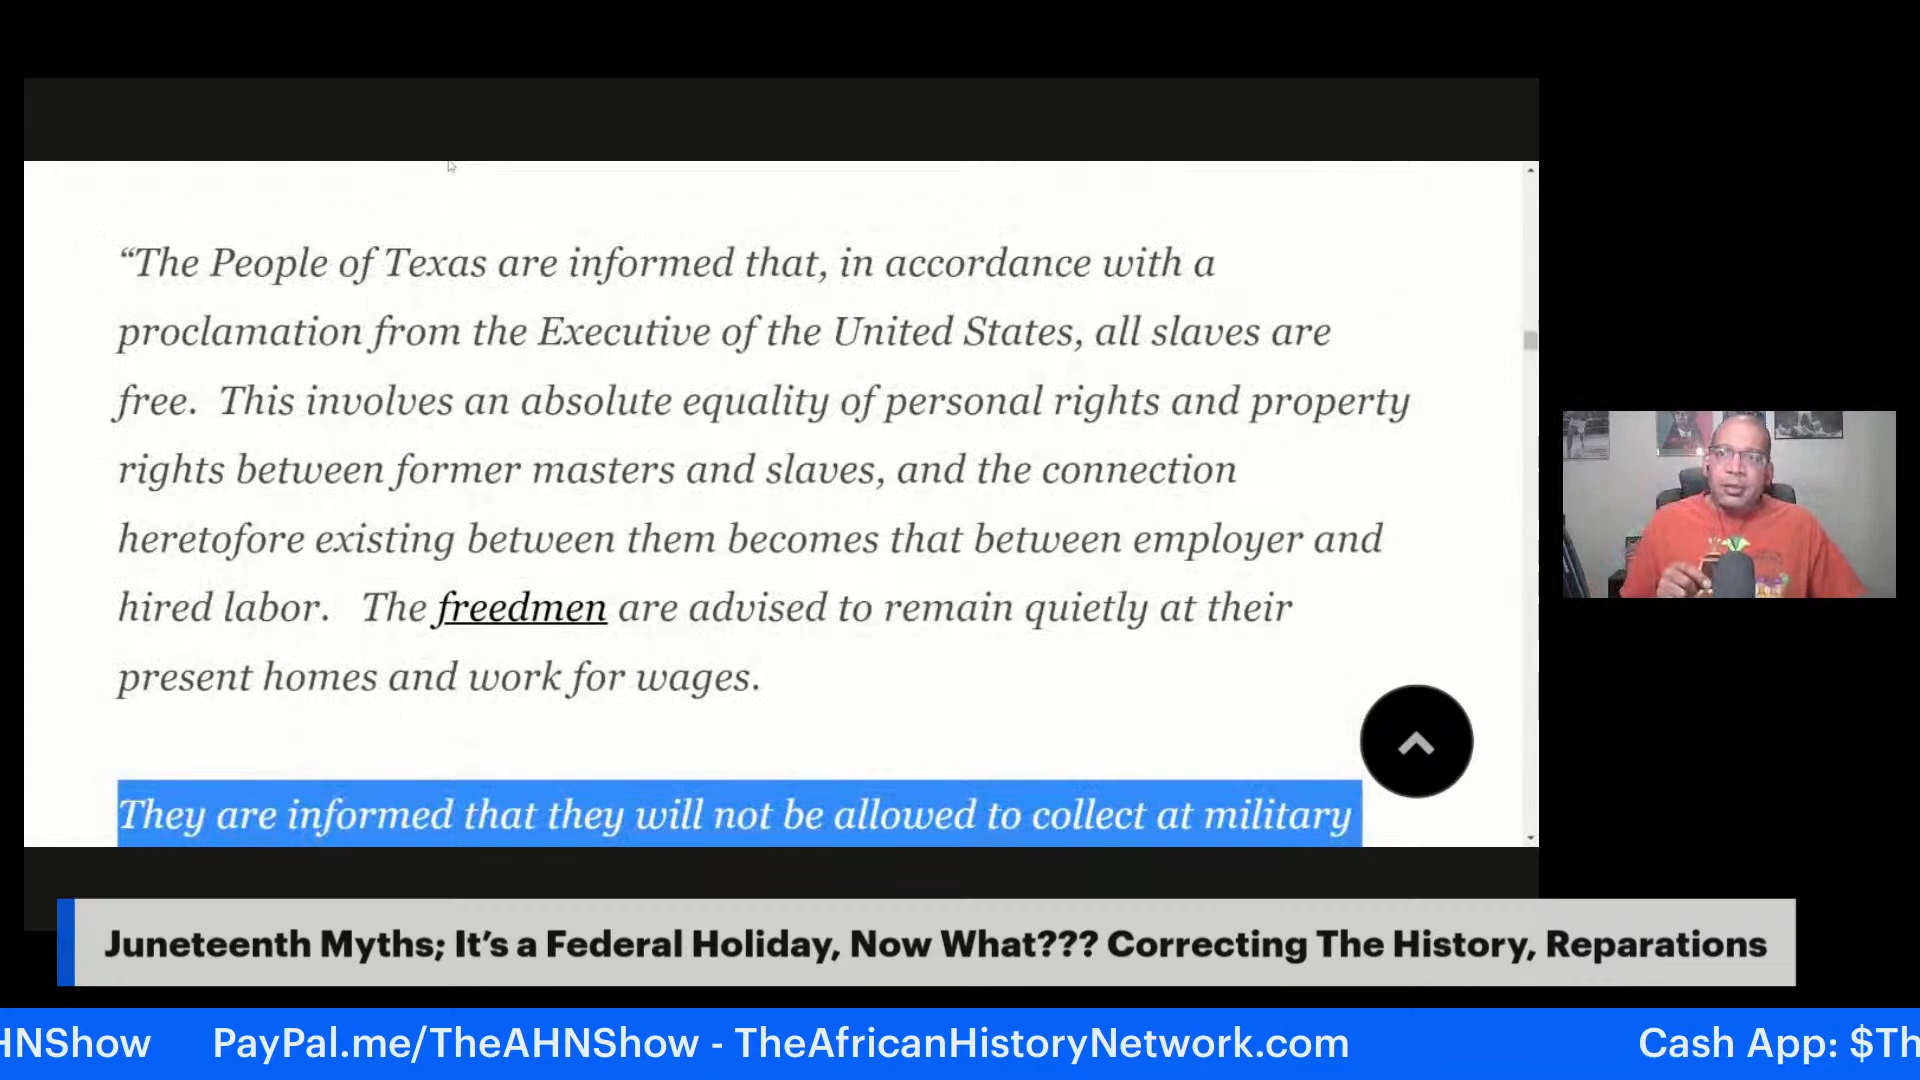 “The People of Texas are informed that, in accordance with a
proclamation from the Executive of the United States, all slaves are
free. This involves an absolute equality of personal rights and property
rights between former masters and slaves, and the connection
heretofore existing between them becomes that between employer and
hired labor. The freedmen are advised to remain quietly at their
present homes and work for wages.
They are informed that they will not be allowed to collect at military
Juneteenth Myths; It’s a Federal Holiday, Now What??? Correcting The History, Reparations
HNShow PayPal.me/TheAHNShow - TheAfricanHistoryNetwork.com Cash App: $Th